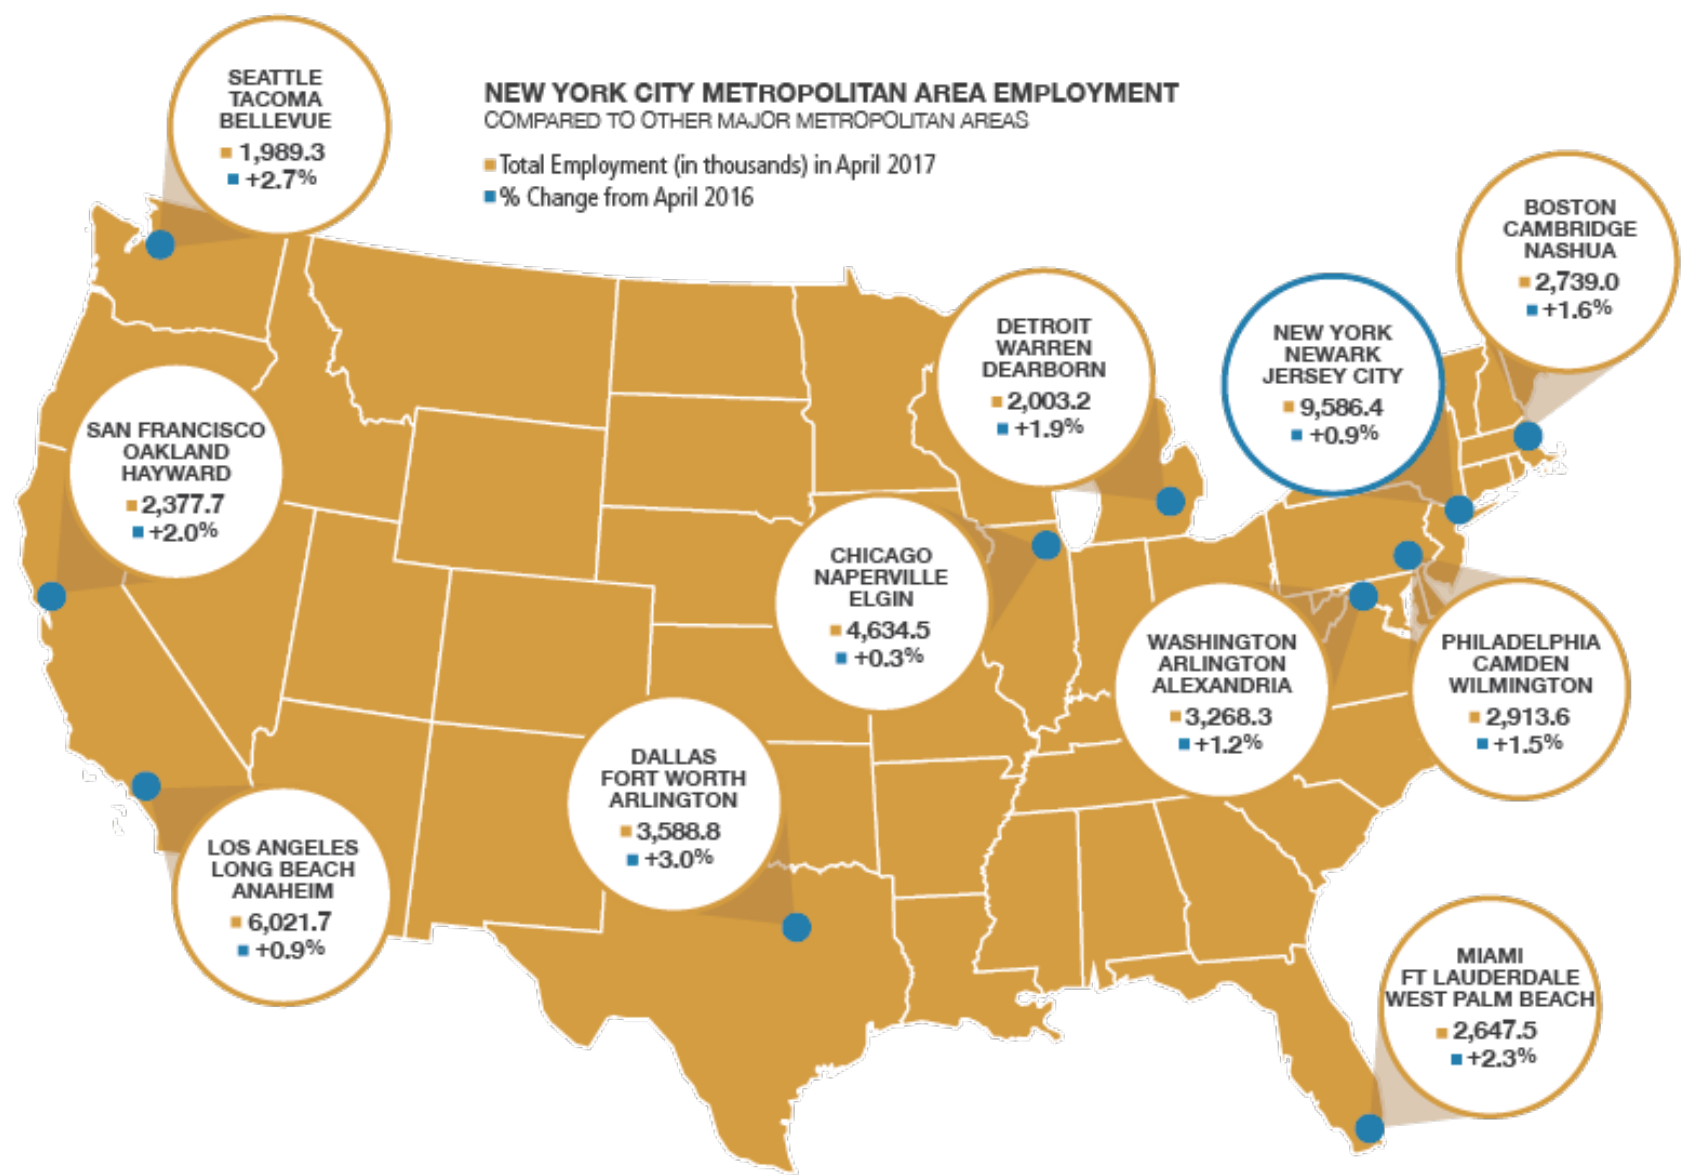 SEATTLE
TACOMA
BELLEVUE
1,989.3
+2.7%
NEW YORK CITY METROPOLITAN AREA EMPLOYMENT
COMPARED TO OTHER MAJOR METROPOLITAN AREAS
Total Employment (in thousands) in April 2017
% Change from April 2016
BOSTON
CAMBRIDGE
NASHUA
2,739.0
+1.6%
DETROIT
WARREN
DEARBORN
2,003.2
+1.9%
NEW YORK
NEWARK
JERSEY CITY
9,586.4
+0.9%
SAN FRANCISCO
OAKLAND
HAYWARD
2,377.7
+2.0%
CHICAGO
NAPERVILLE
ELGIN
4,634.5
+0.3%
WASHINGTON
ARLINGTON
ALEXANDRIA
3,268.3
+1.2%
PHILADELPHIA
CAMDEN
WILMINGTON
2,913.6
+1.5%
DALLAS
FORT WORTH
ARLINGTON
3,588.8
+3.0%
LOS ANGELES
LONG BEACH
ANAHEIM
6,021.7
+0.9%
MIAMI
FT LAUDERDALE
WEST PALM BEACH
2,647.5
+2.3%